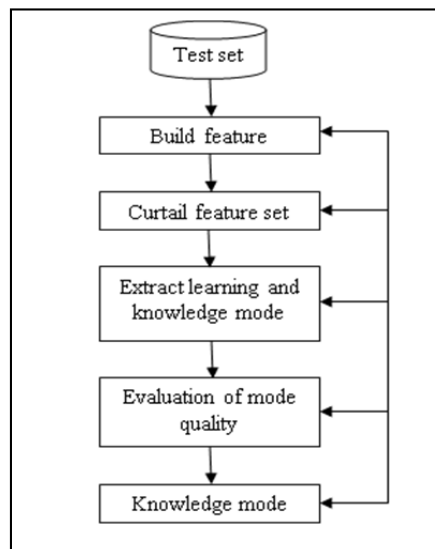 Test set
Build feature
Curtail feature set
Extract learning and
knowledge mode
Evaluation of mode
quality
Knowledge mode